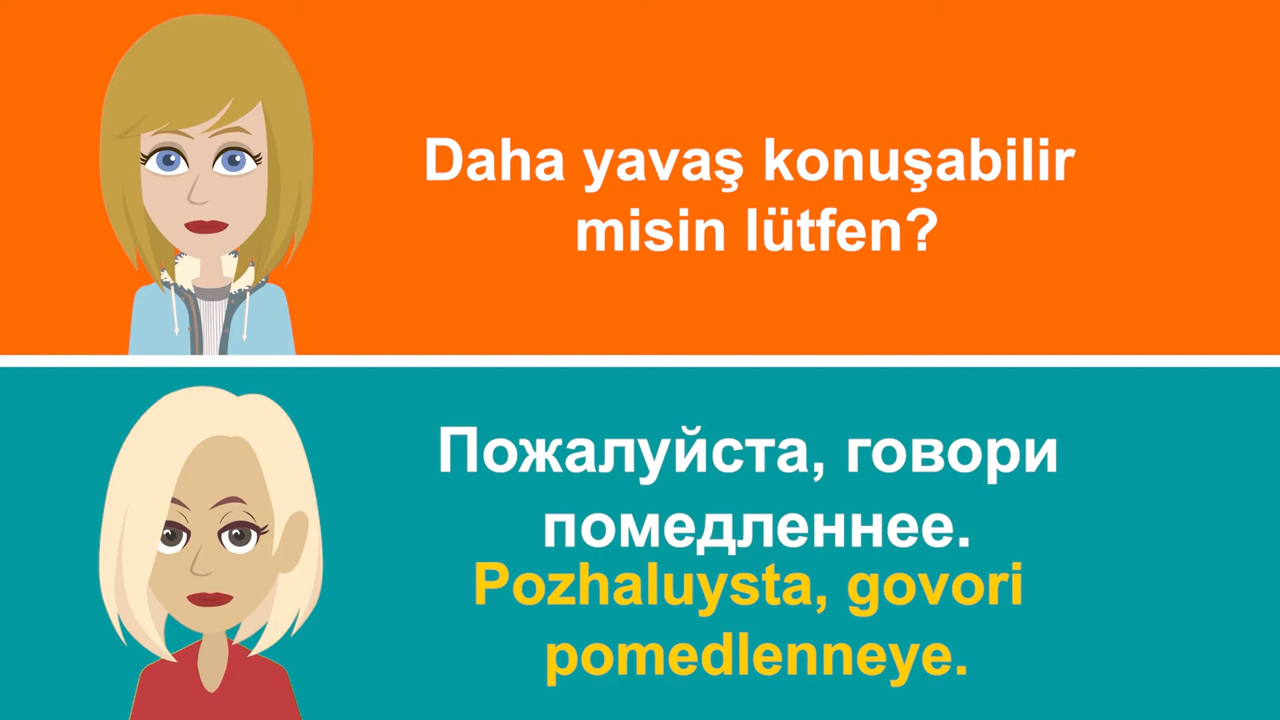 Daha yavaş konuşabilir
misin lütfen?
Пожалуйста, говори
помедленнее.
Pozhaluysta, govori
pomedlenneye.